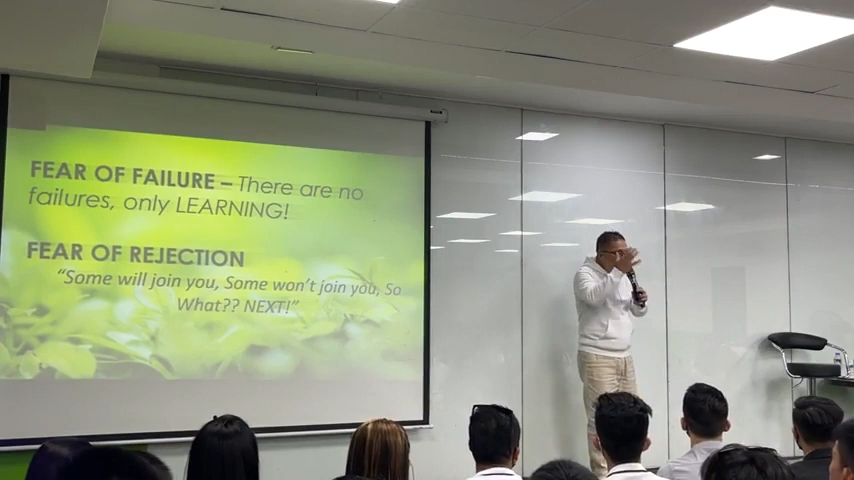 FEAR OF FAILURE – There are no
failures, only LEARNING!
FEAR OF REJECTION
“Some will join you, Some won’t join you, So
What?? NEXT!”